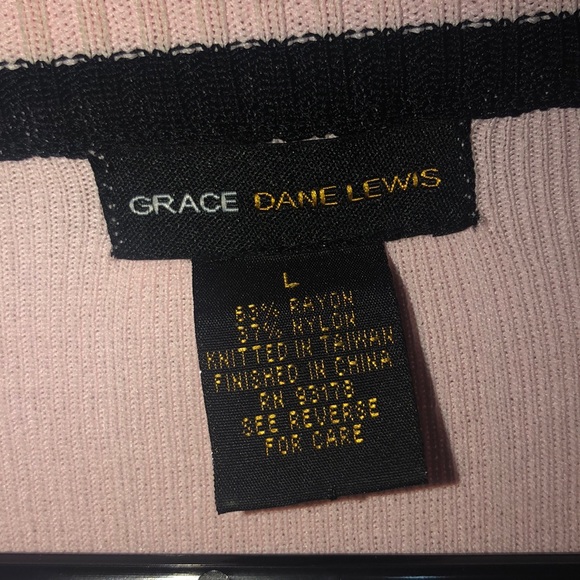 GRACE DANE LEWIS
L
63% RAYON
37% NYLON
KNITTED IN TAIWAN
FINISHED IN CHINA
RN 93178
SEE REVERSE
FOR CARE